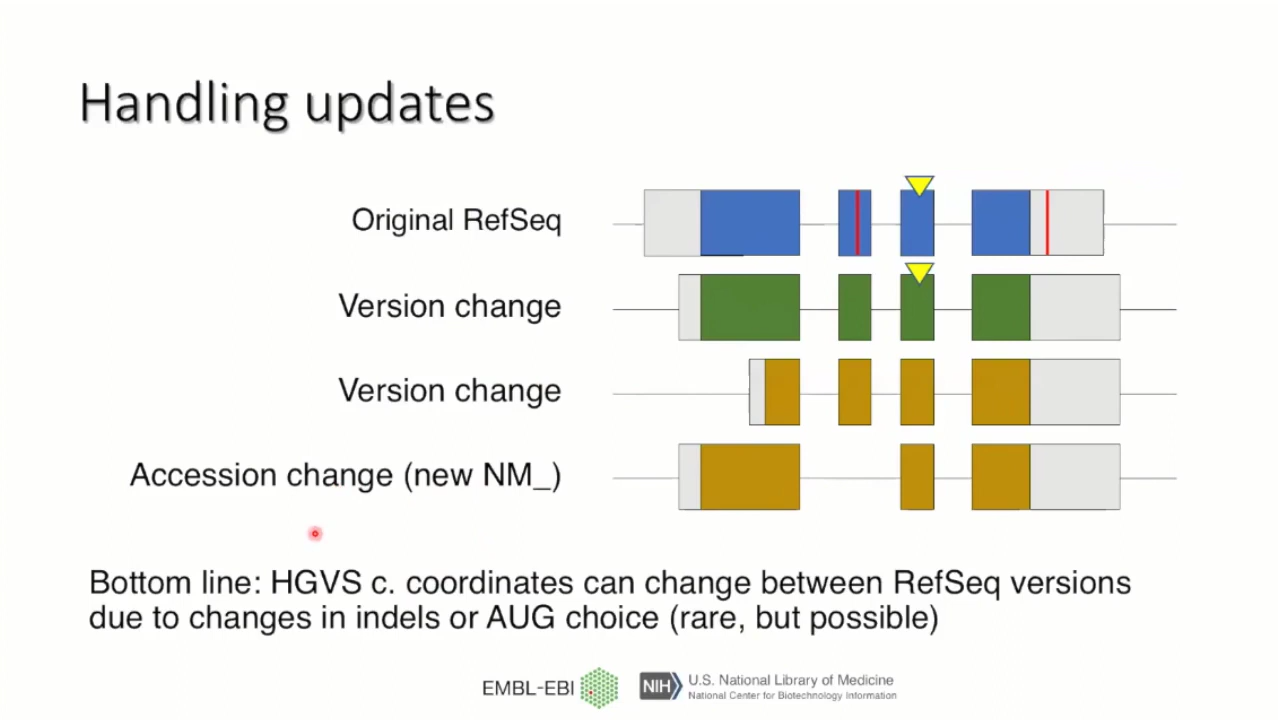 Handling updates
Original RefSeq
Version change
Version change
Accession change (new NM_)
Bottom line: HGVS c. coordinates can change between RefSeq versions
due to changes in indels or AUG choice (rare, but possible)
EMBL-EBI
NIH
U.S. National Library of Medicine
National Center for Biotechnology Information